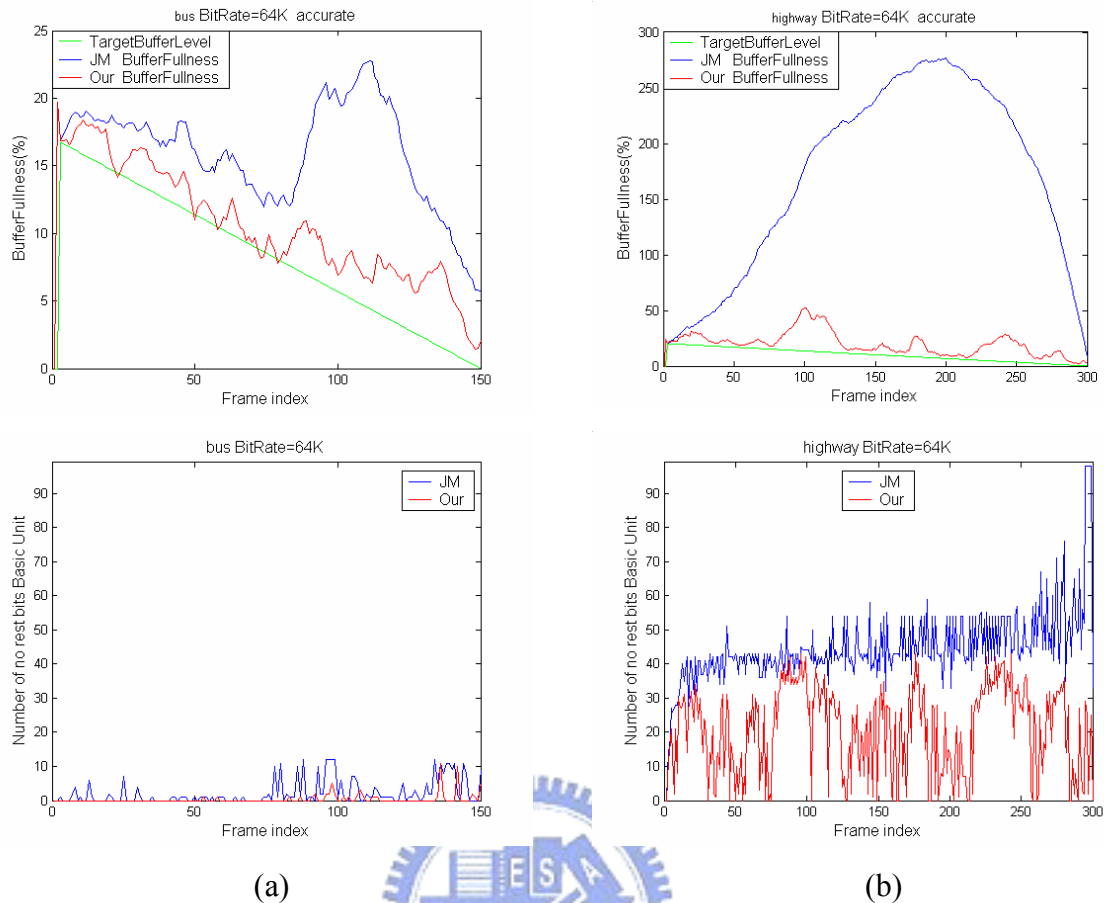 bus BitRate=64K accurate
TargetBufferLevel
JM BufferFullness
Our BufferFullness
BufferFullness(%)
25
20
15
10
5
0
0 50 100 150
Frame index
highway BitRate=64K accurate
TargetBufferLevel
JM BufferFullness
Our BufferFullness
BufferFullness(%)
300
250
200
150
100
50
0
0 50 100 150 200 250 300
Frame index
bus BitRate=64K
JM
Our
Number of no rest bits Basic Unit
90
80
70
60
50
40
30
20
10
0
0 50 100 150
Frame index
highway BitRate=64K
JM
Our
Number of no rest bits Basic Unit
90
80
70
60
50
40
30
20
10
0
0 50 100 150 200 250 300
Frame index
ESA
(a) (b)